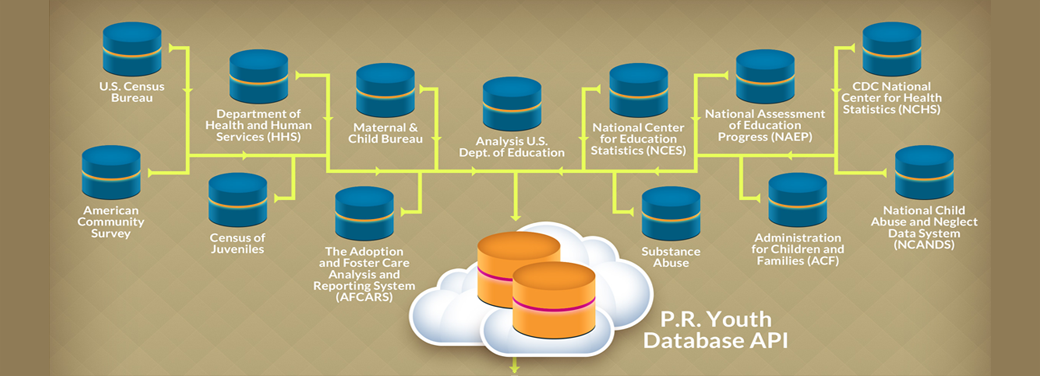 U.S. Census
Bureau
Department of
Health and Human
Services (HHS)
Maternal &
Child Bureau
Analysis U.S.
Dept. of Education
National Center
for Education
Statistics (NCES)
National Assessment
of Education
Progress (NAEP)
CDC National
Center for Health
Statistics (NCHS)
American
Community
Survey
Census of
Juveniles
The Adoption
and Foster Care
Analysis and
Reporting System
(AFCARS)
Substance
Abuse
Administration
for Children and
Families (ACF)
National Child
Abuse and Neglect
Data System
(NCANDS)
P.R. Youth
Database API